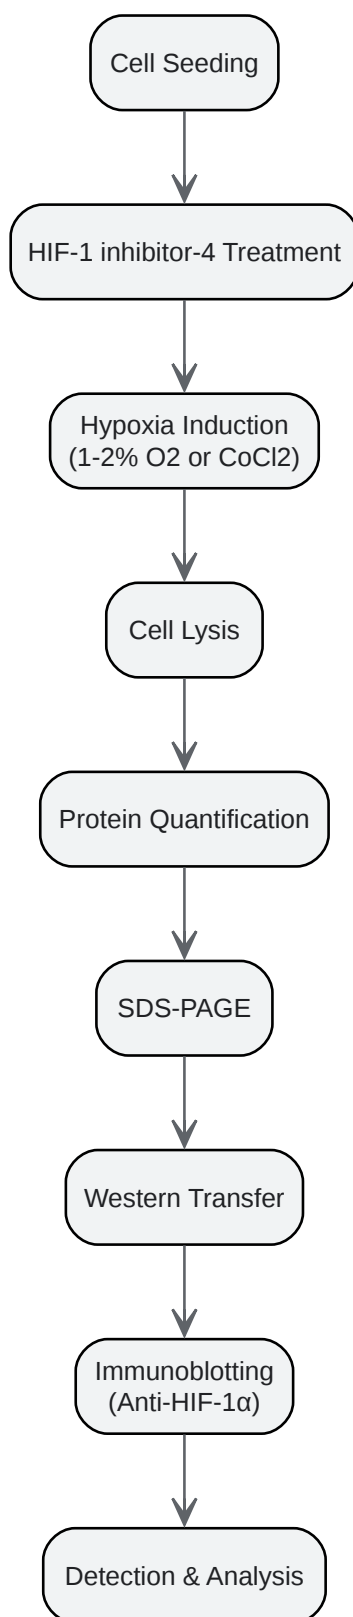 Cell Seeding
HIF-1 inhibitor-4 Treatment
Hypoxia Induction
(1-2% O2 or CoCl2)
Cell Lysis
Protein Quantification
SDS-PAGE
Western Transfer
Immunoblotting
(Anti-HIF-1α)
Detection & Analysis